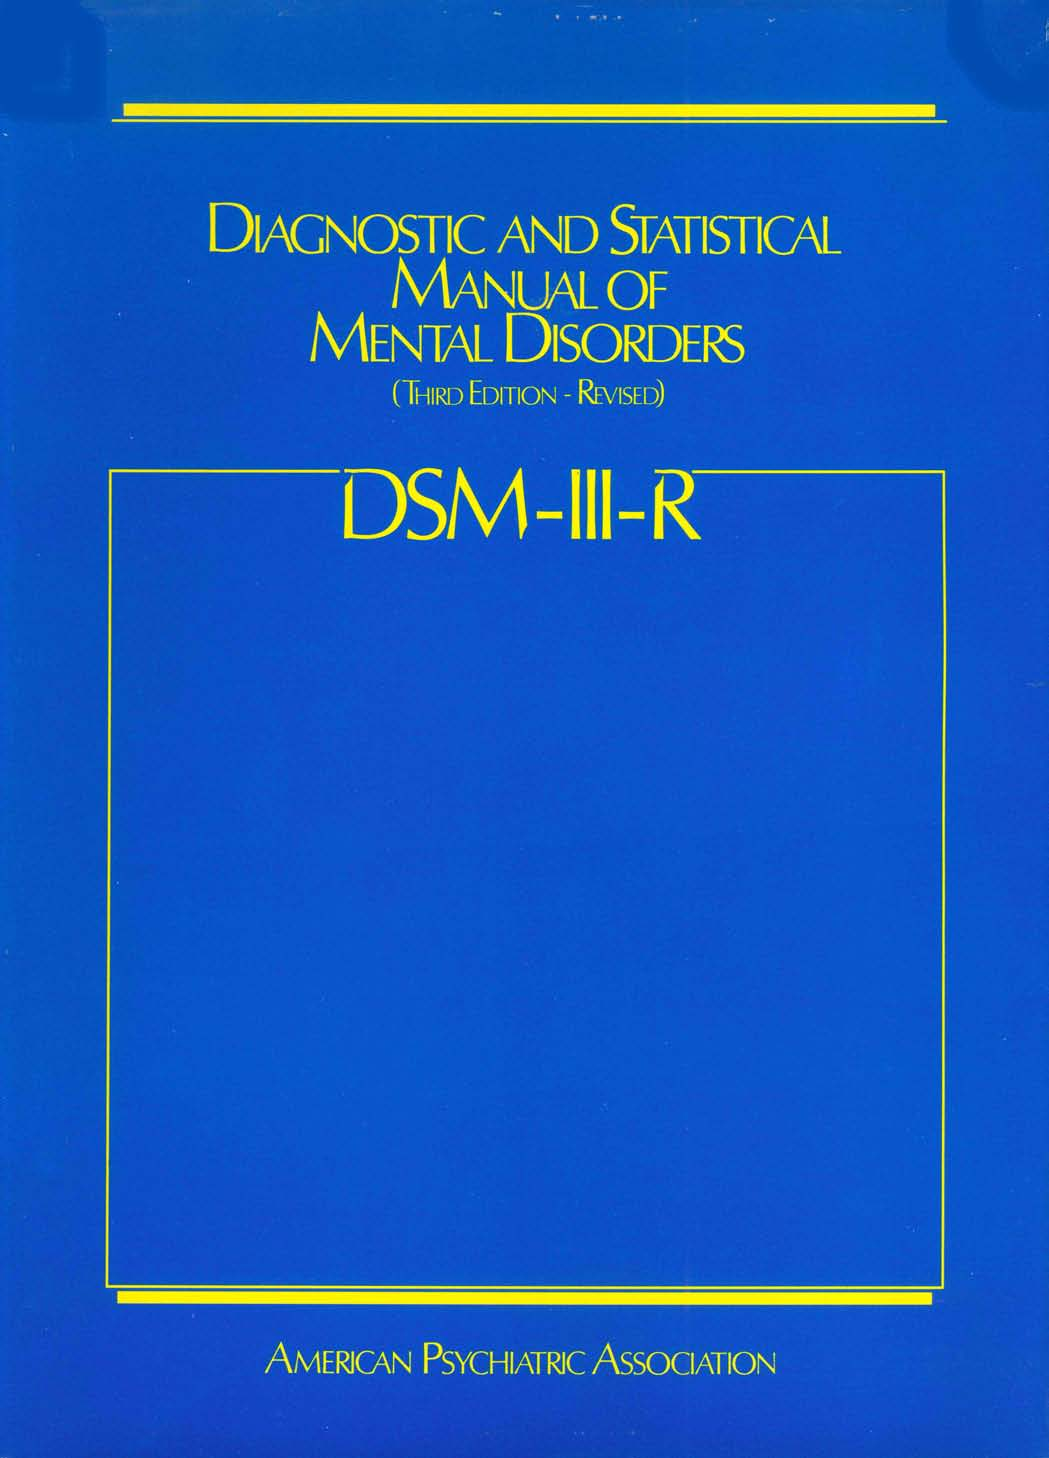 DIAGNOSTIC AND STATISTICAL
MANUAL OF
MENTAL DISORDERS
(THIRD EDITION - REVISED)
DSM-III-R
AMERICAN PSYCHIATRIC ASSOCIATION